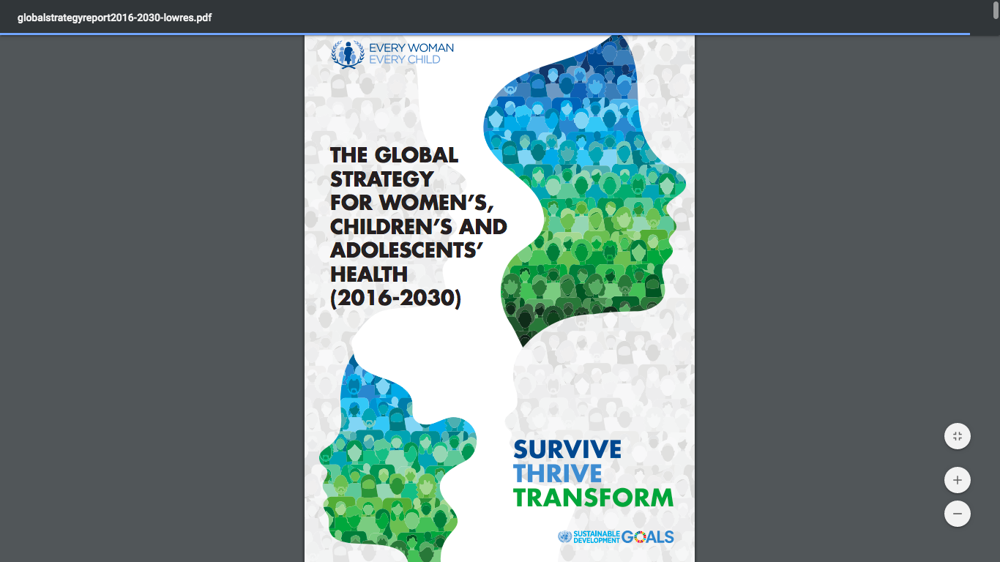 globalstrategyreport2016-2030-lowres.pdf
EVERY WOMAN
EVERY CHILD
THE GLOBAL
STRATEGY
FOR WOMEN’S,
CHILDREN’S AND
ADOLESCENTS’
HEALTH
(2016-2030)
SURVIVE
THRIVE
TRANSFORM
SUSTAINABLE
DEVELOPMENT
GOALS